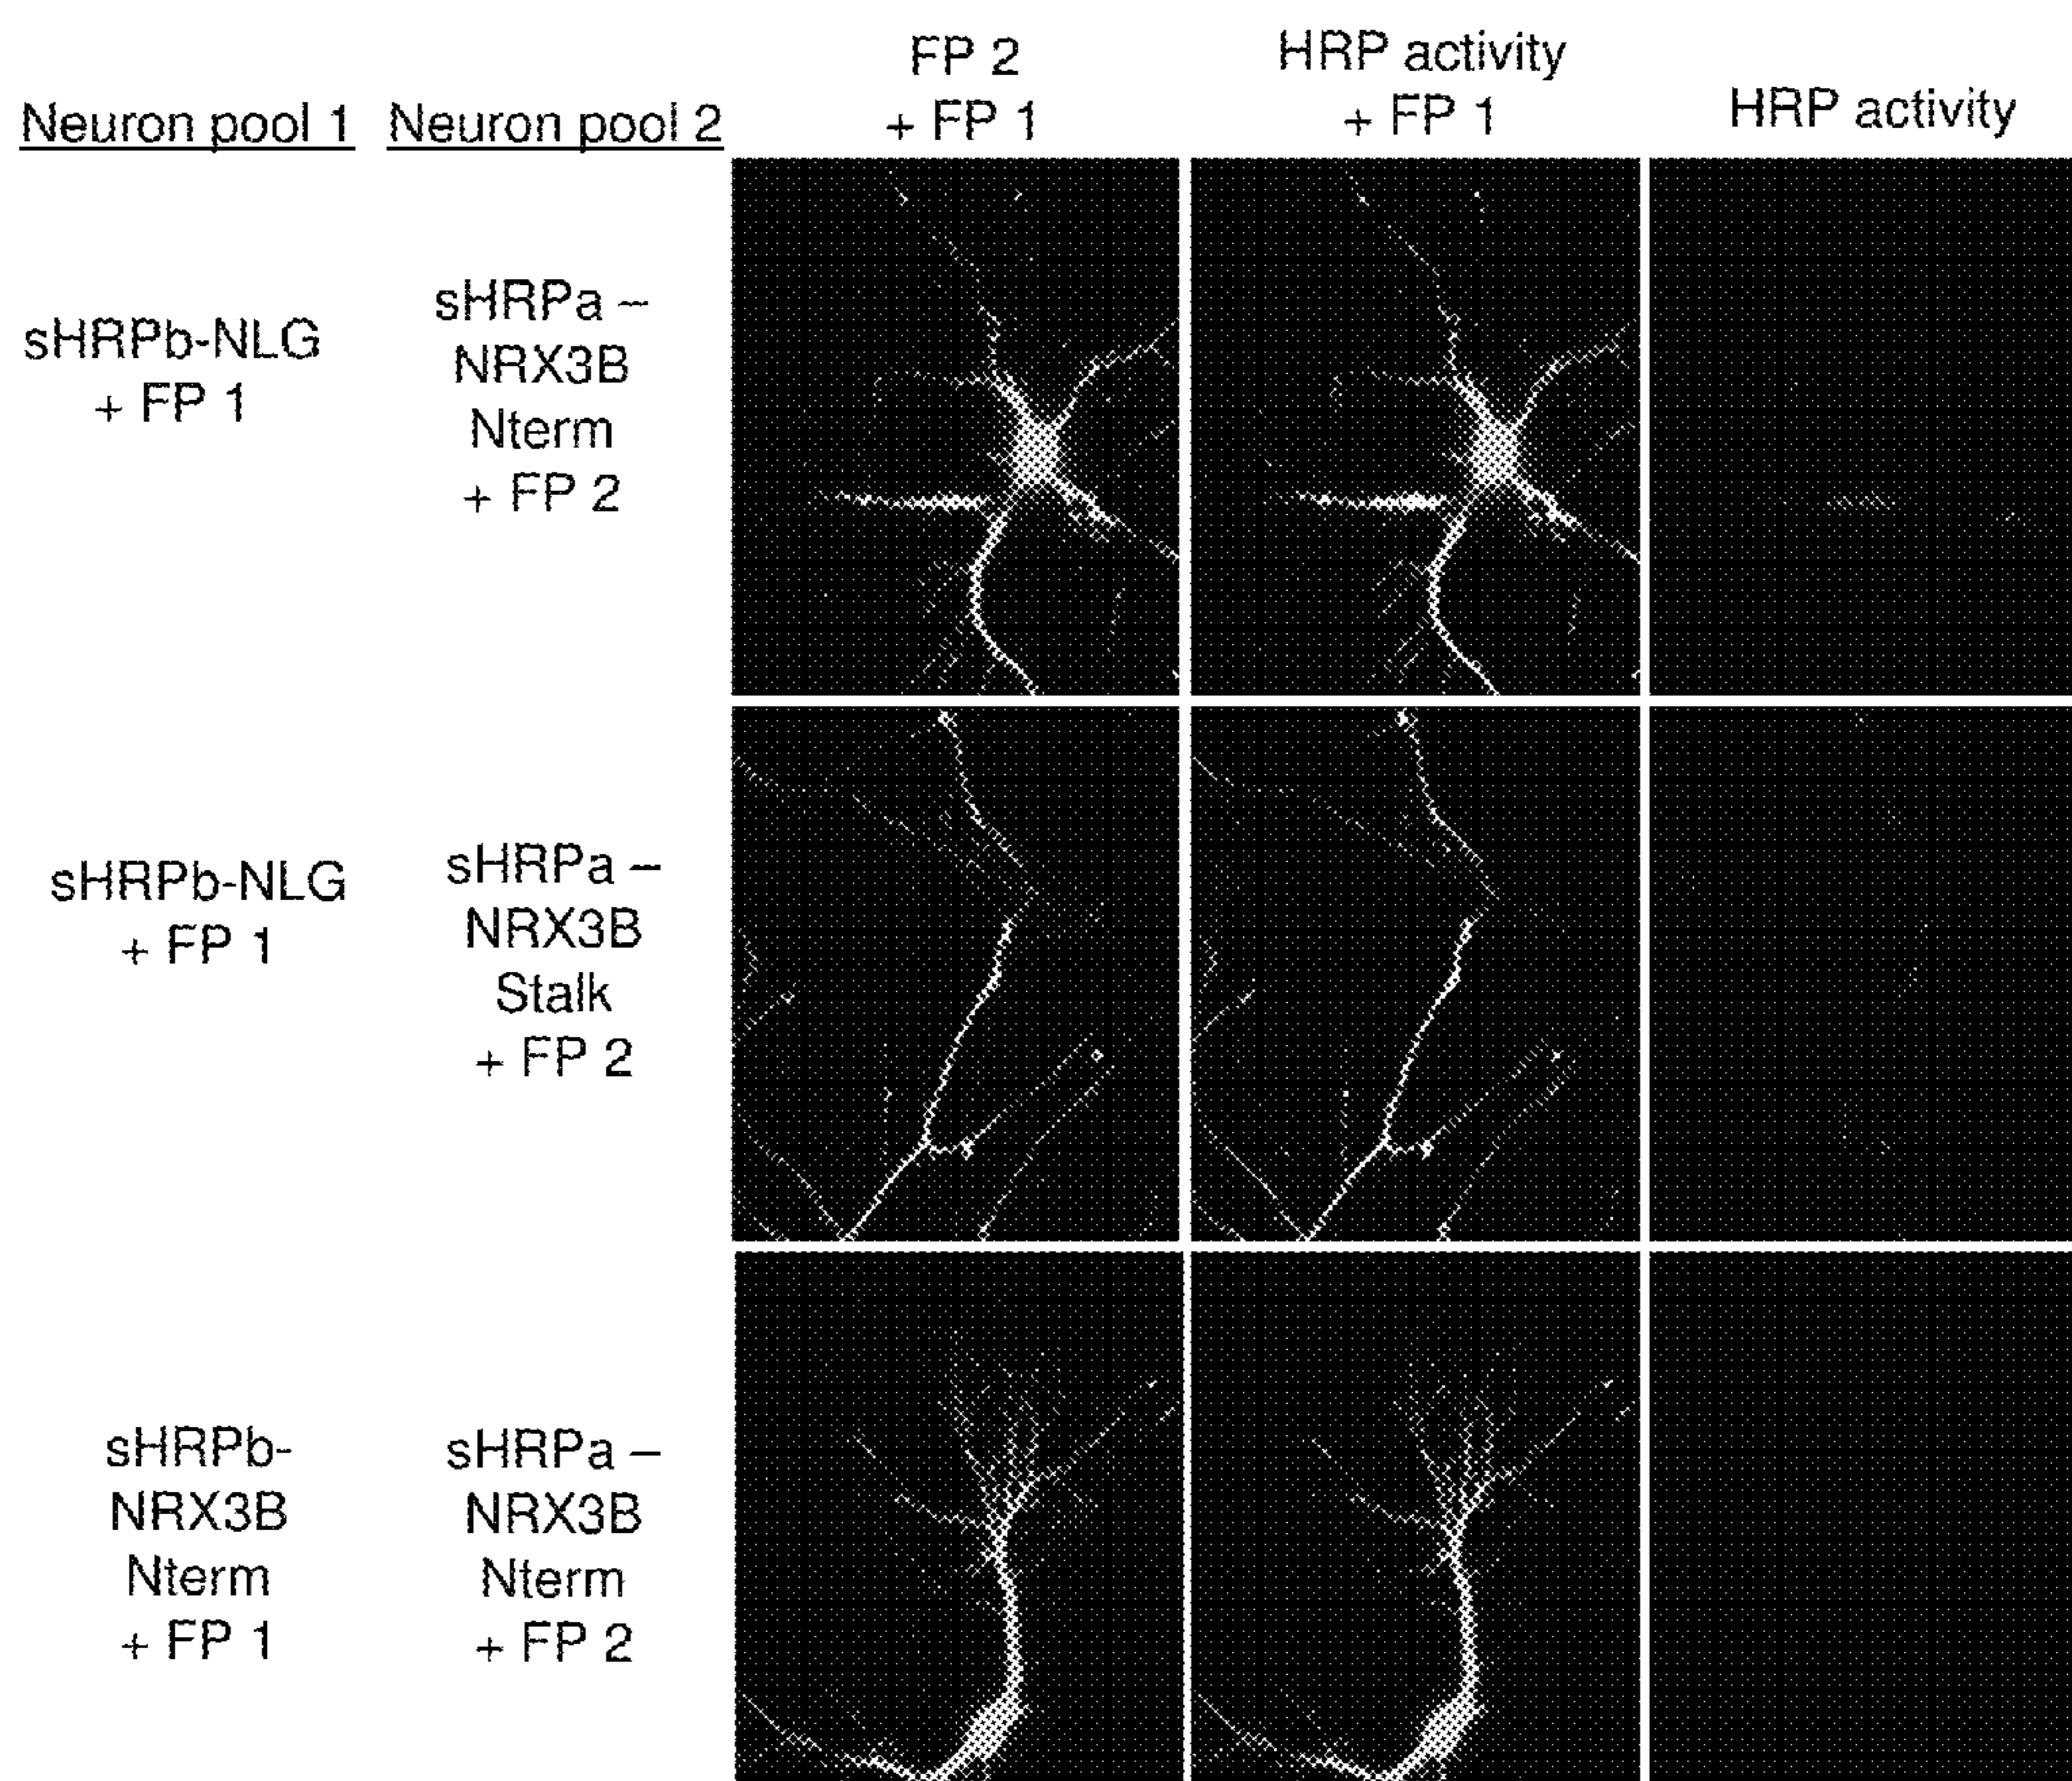 FP 2
+ FP 1
HRP activity
+ FP 1
HRP activity
Neuron pool 1
Neuron pool 2
sHRPb-NLG
+ FP 1
sHRPa –
NRX3B
Nterm
+ FP 2
sHRPb-NLG
+ FP 1
sHRPa –
NRX3B
Stalk
+ FP 2
sHRPb-
NRX3B
Nterm
+ FP 1
sHRPa –
NRX3B
Nterm
+ FP 2